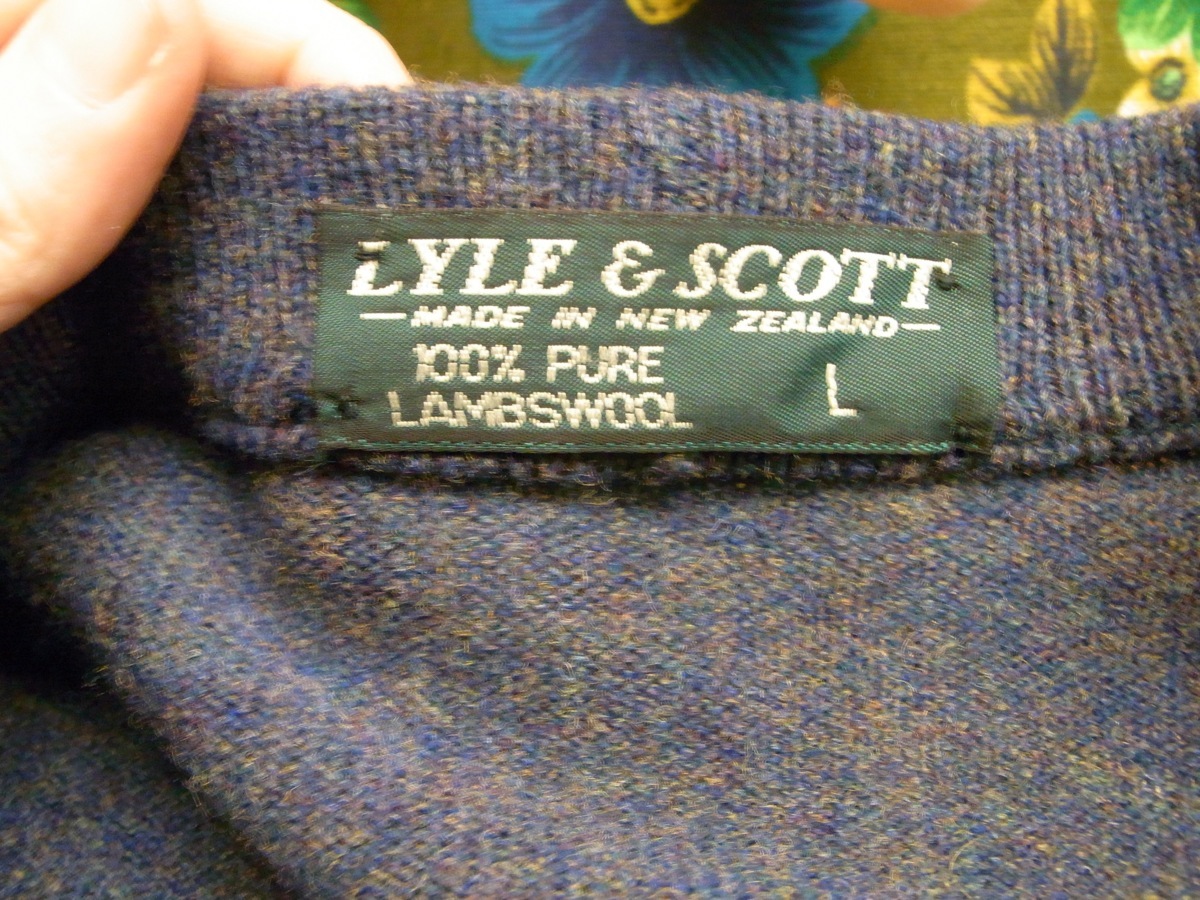 LYLE & SCOTT
—MADE IN NEW ZEALAND—
100% PURE
LAMBSWOOL
L